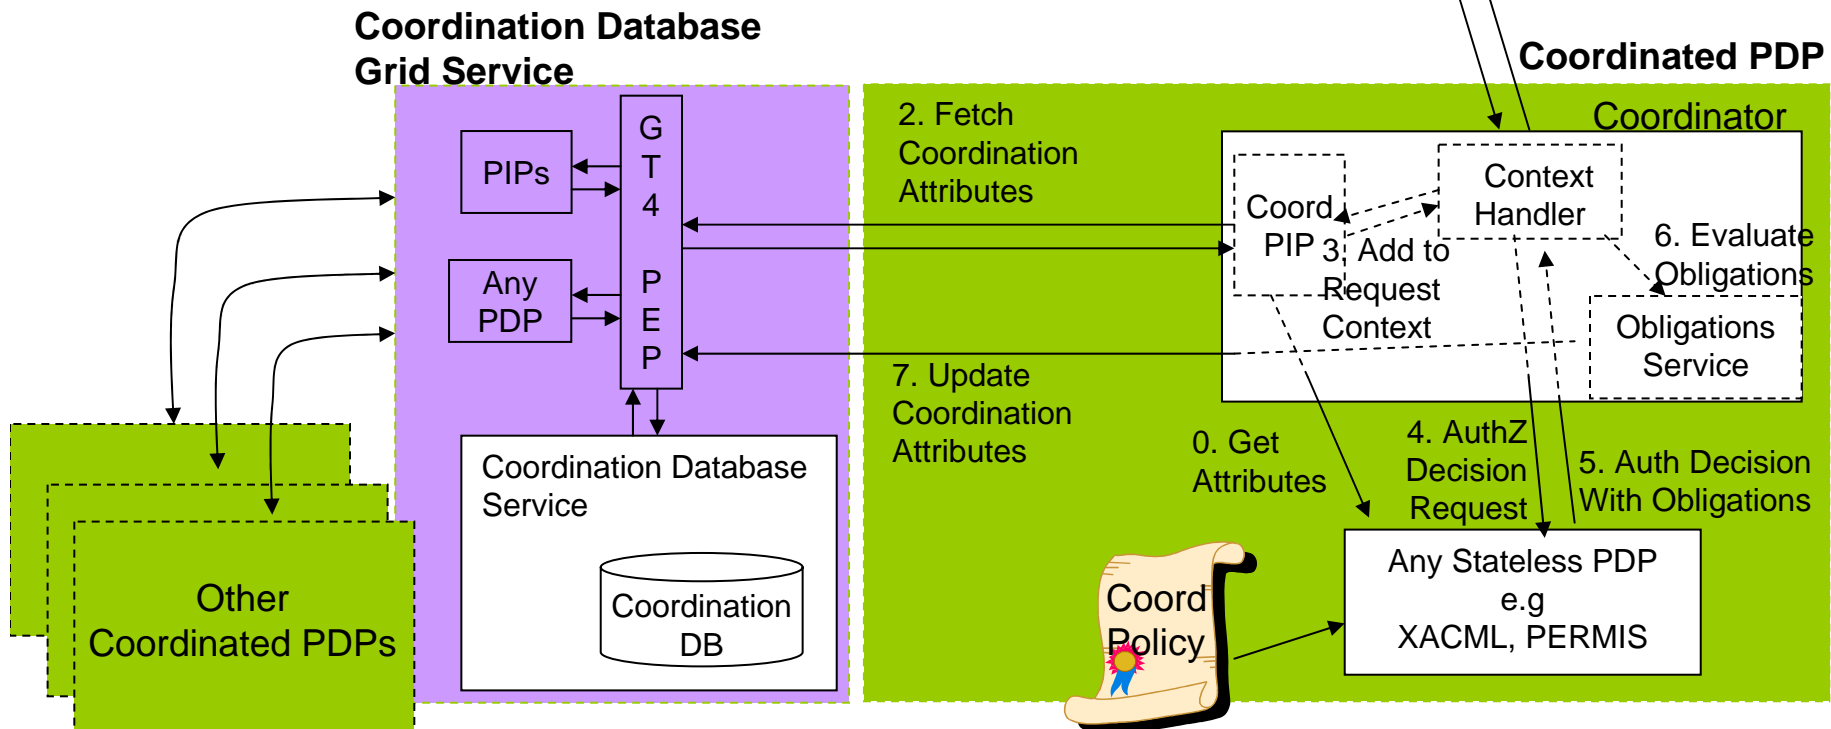 Coordination Database
Grid Service
Coordinated PDP
Coordinator
PIPs
Any
PDP
G
T
4
P
E
P
Coordination Database
Service
Coordination
DB
Other
Coordinated PDPs
2. Fetch
Coordination
Attributes
Coord
PIP
Context
Handler
3. Add to
Request
Context
6. Evaluate
Obligations
Obligations
Service
7. Update
Coordination
Attributes
0. Get
Attributes
4. AuthZ
Decision
Request
5. Auth Decision
With Obligations
Coord
Policy
Any Stateless PDP
e.g
XACML, PERMIS